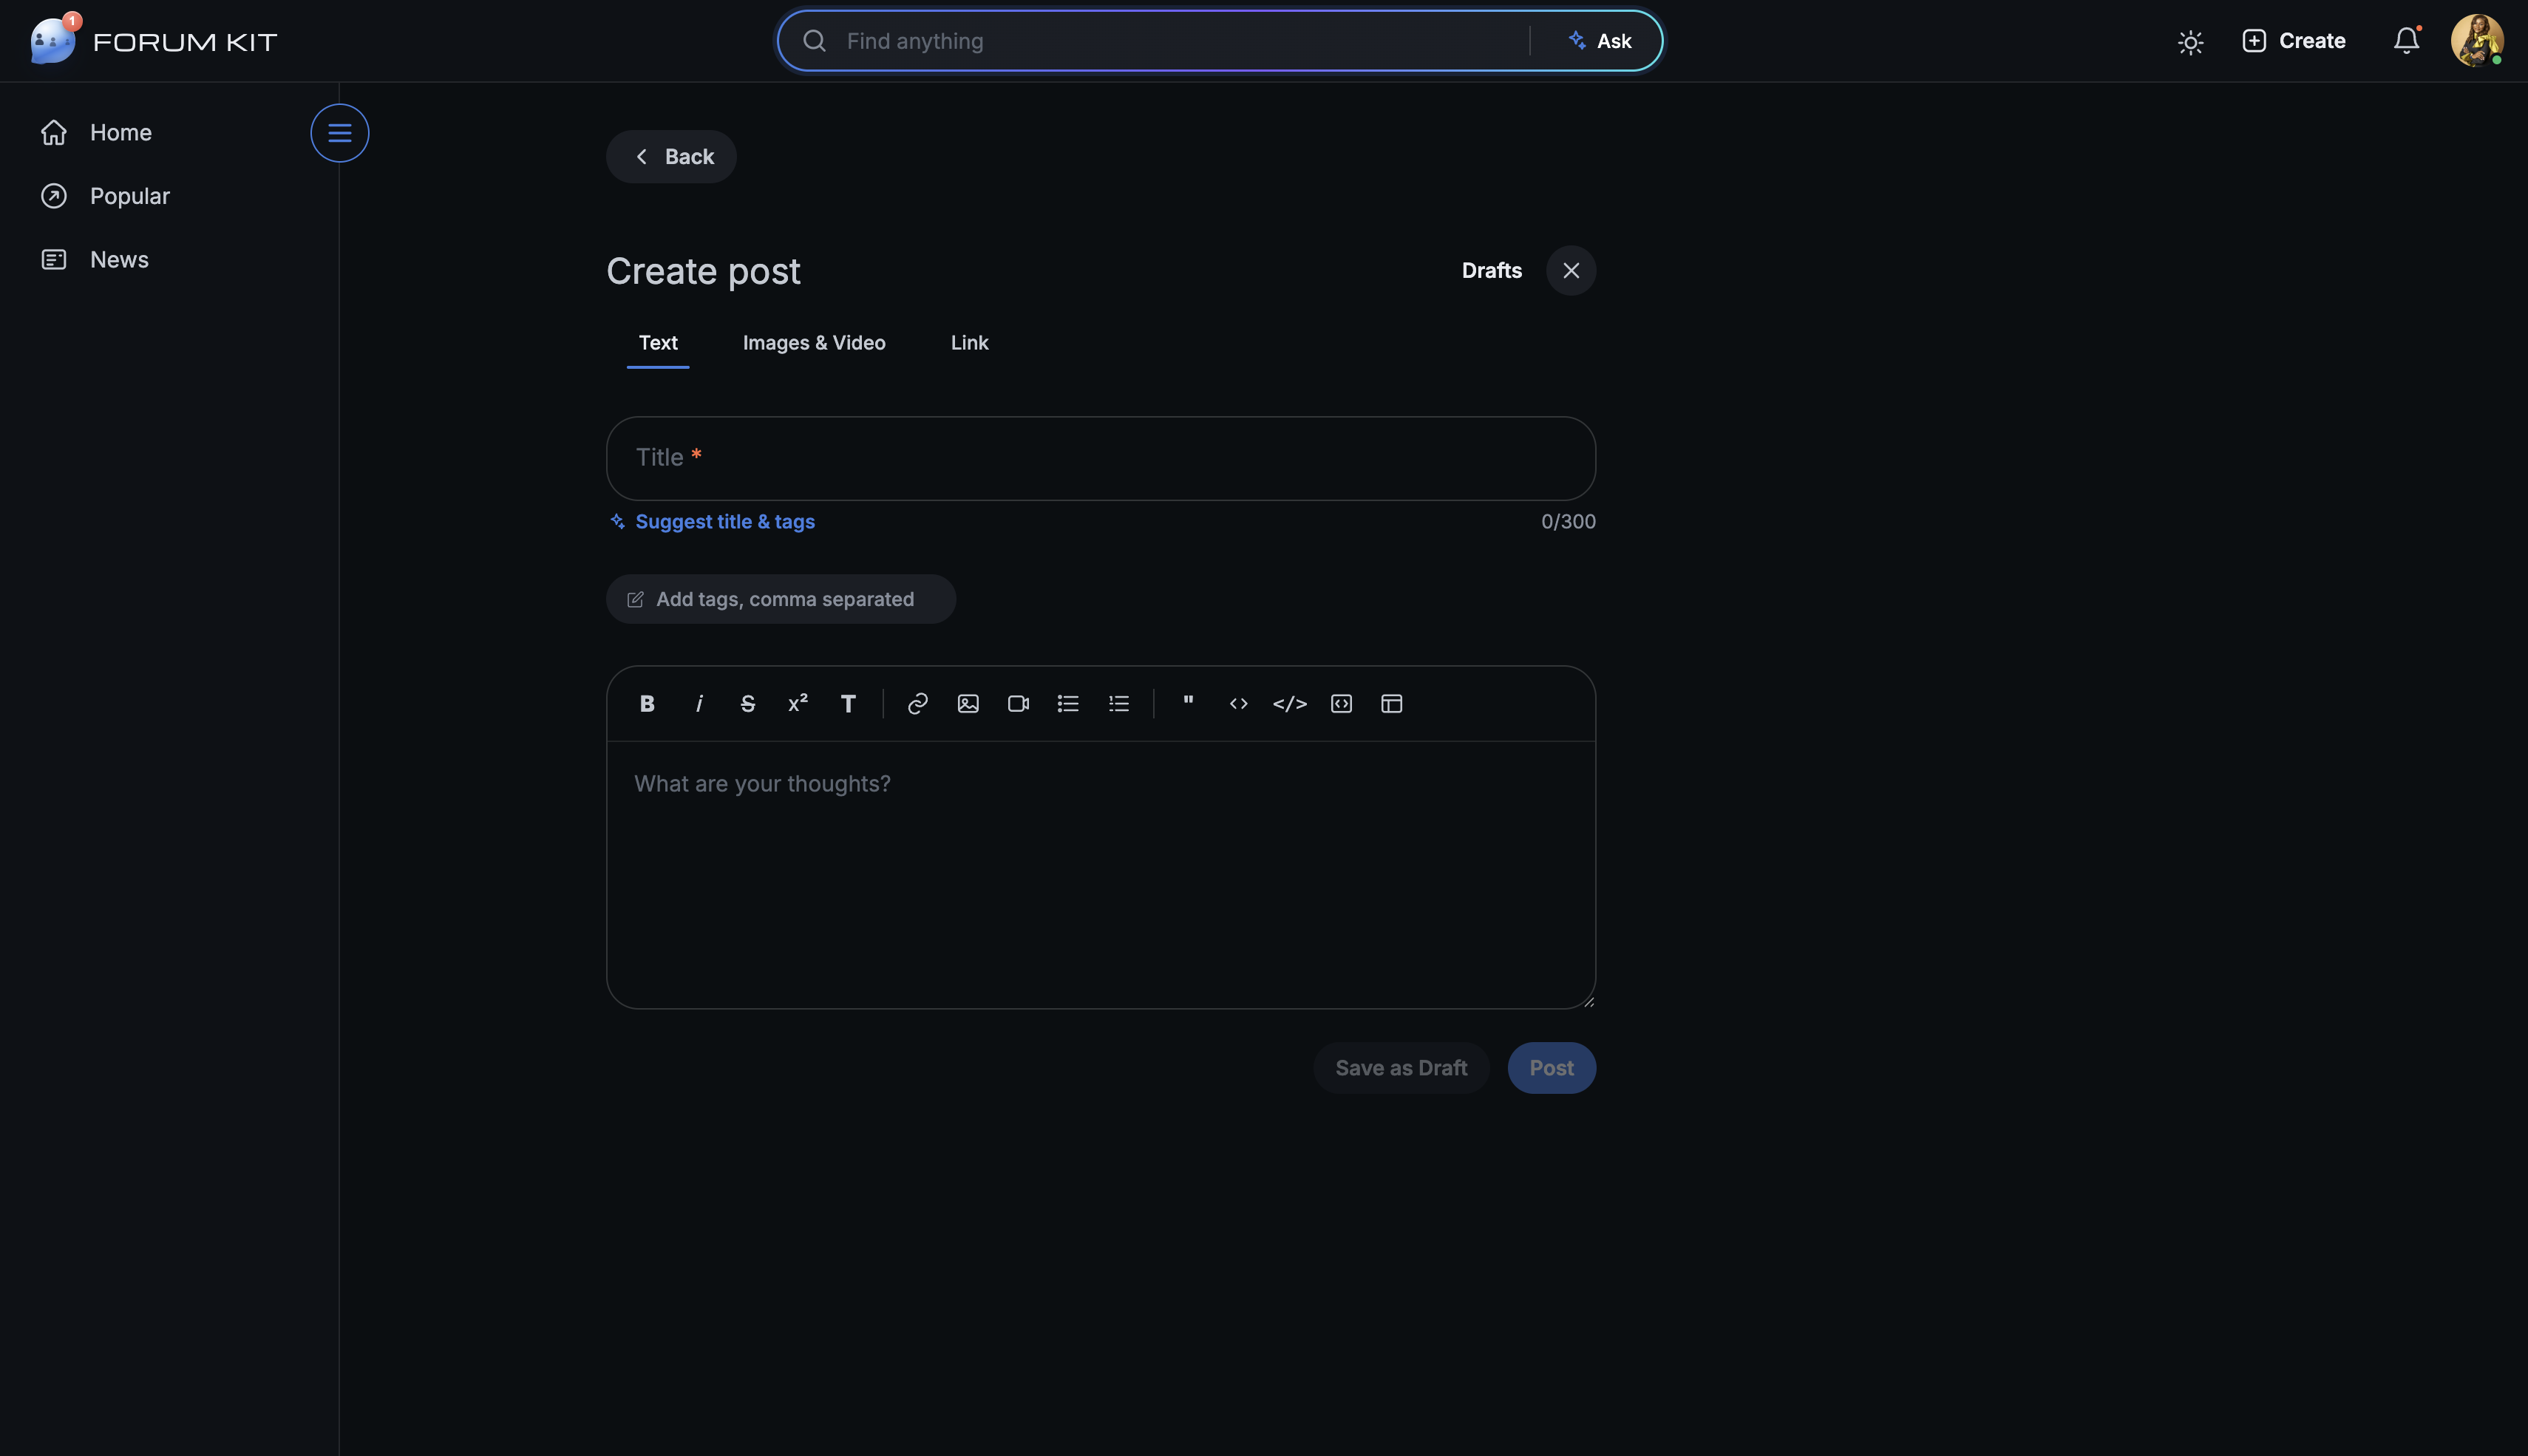 1
FORUM KIT
Find anything
Ask
Create
Home
Popular
News
Back
Create post
Drafts
Text
Images & Video
Link
Title *
Suggest title & tags
0/300
Add tags, comma separated
B i S x² T " <> </>
What are your thoughts?
Save as Draft
Post